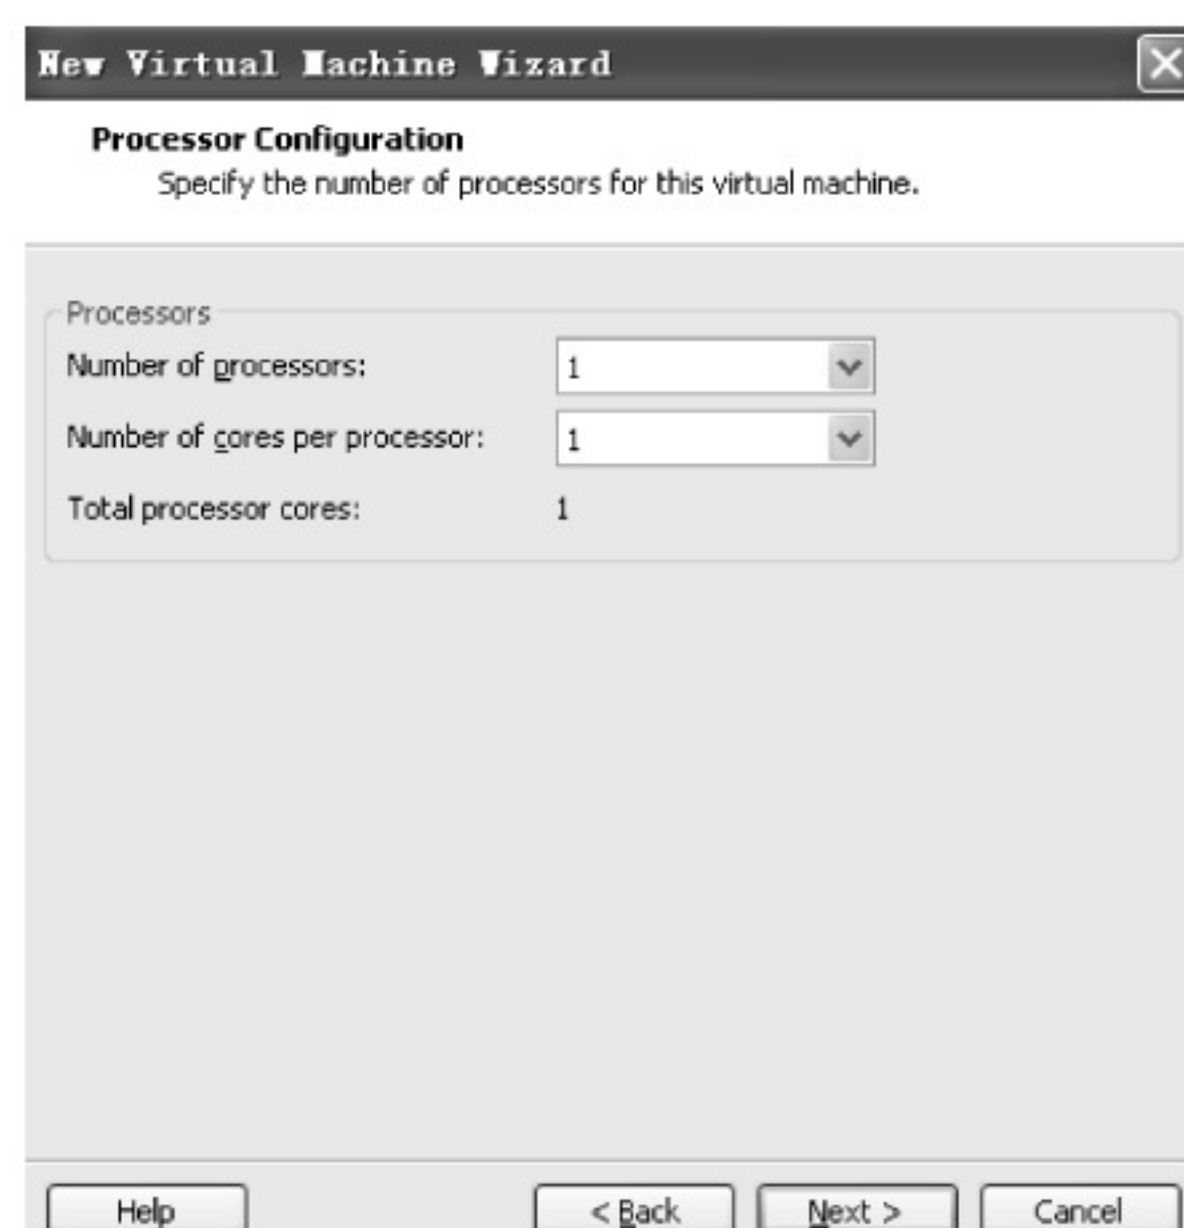 New Virtual Machine Wizard
Processor Configuration
Specify the number of processors for this virtual machine.
Processors
Number of processors: 1
Number of cores per processor: 1
Total processor cores: 1
Help < Back Next > Cancel